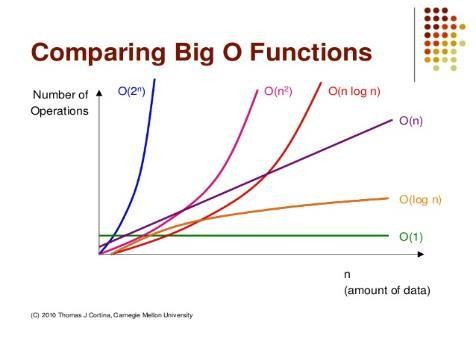 Comparing Big O Functions
Number of
Operations
O(2ⁿ)
O(n²)
O(n log n)
O(n)
O(log n)
O(1)
n
(amount of data)
(C) 2010 Thomas J Cortina, Carnegie Mellon University